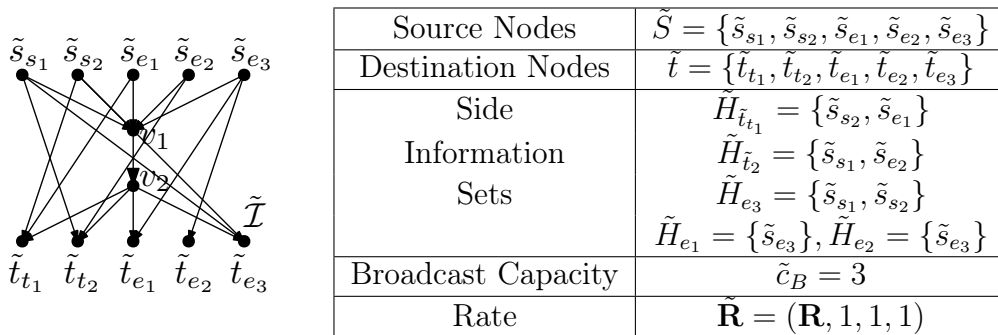 s̃_{s_1} s̃_{s_2} s̃_{e_1} s̃_{e_2} s̃_{e_3}
v_1
v_2
Ĩ
t̃_{t_1} t̃_{t_2} t̃_{e_1} t̃_{e_2} t̃_{e_3}
Source Nodes S̃ = {s̃_{s_1}, s̃_{s_2}, s̃_{e_1}, s̃_{e_2}, s̃_{e_3}}
Destination Nodes t̃ = {t̃_{t_1}, t̃_{t_2}, t̃_{e_1}, t̃_{e_2}, t̃_{e_3}}
Side H̃_{t̃_{t_1}} = {s̃_{s_2}, s̃_{e_1}}
Information H̃_{t̃_2} = {s̃_{s_1}, s̃_{e_2}}
Sets H̃_{e_3} = {s̃_{s_1}, s̃_{s_2}}
H̃_{e_1} = {s̃_{e_3}}, H̃_{e_2} = {s̃_{e_3}}
Broadcast Capacity c̃_B = 3
Rate R̃ = (R, 1, 1, 1)